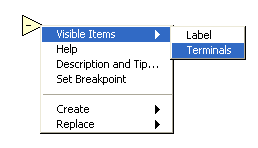 Visible Items
Label
Terminals
Help
Description and Tip...
Set Breakpoint
Create
Replace